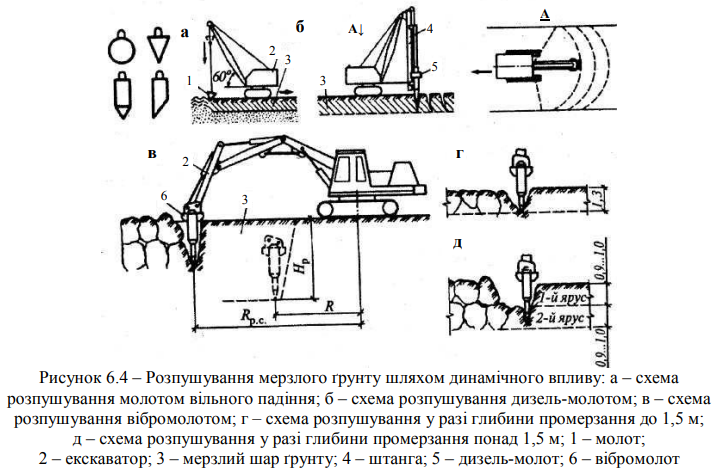 а
б
А↓
А
60°
1
2
3
3
4
5
в
г
2
6
3
Hр
R
Rр.с.
1,3
д
0,9...1,0
1-й ярус
2-й ярус
0,9...1,0
Рисунок 6.4 – Розпушування мерзлого ґрунту шляхом динамічного впливу: а – схема
розпушування молотом вільного падіння; б – схема розпушування дизель-молотом; в – схема
розпушування вібромолотом; г – схема розпушування у разі глибини промерзання до 1,5 м;
д – схема розпушування у разі глибини промерзання понад 1,5 м; 1 – молот;
2 – екскаватор; 3 – мерзлий шар ґрунту; 4 – штанга; 5 – дизель-молот; 6 – вібромолот